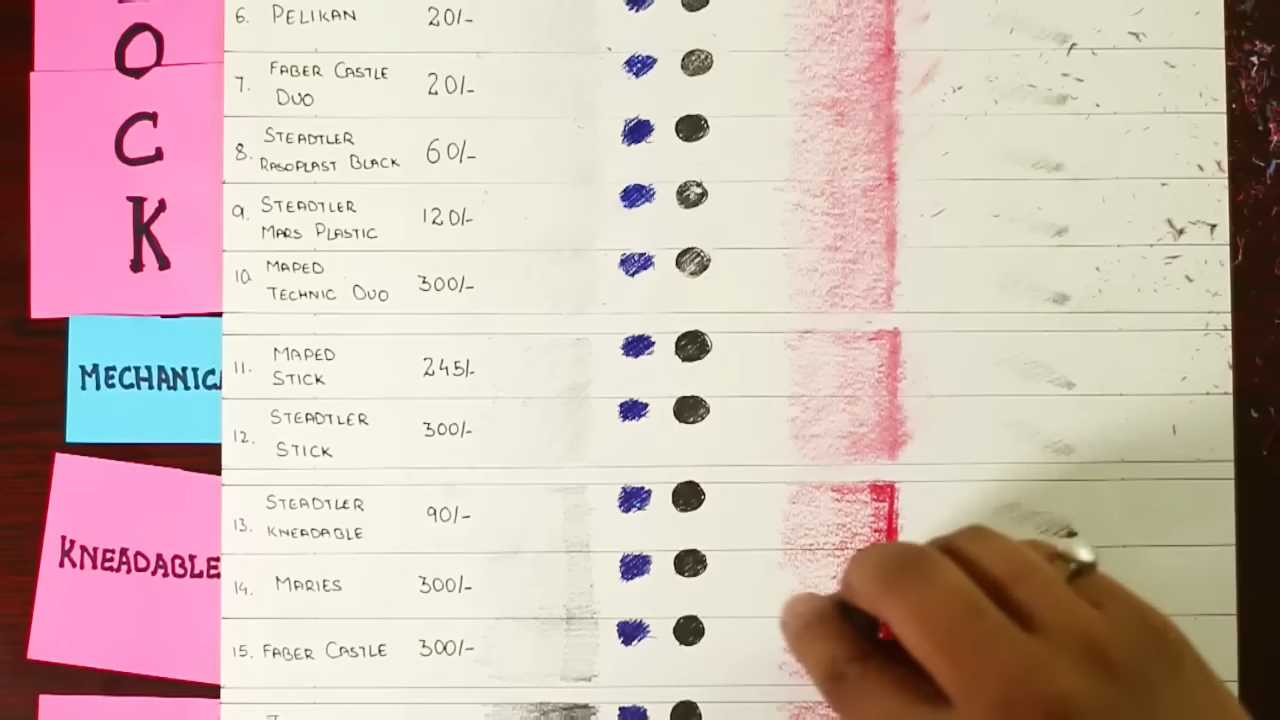 O
C
K
MECHANICA
KNEADABLE
6. PELIKAN 20/-
7. FABER CASTLE
DUO 20/-
8. STEADTLER
RASOPLAST BLACK 60/-
9. STEADTLER
MARS PLASTIC 120/-
10. MAPED
TECHNIC DUO 300/-
11. MAPED
STICK 245/-
12. STEADTLER
STICK 300/-
13. STEADTLER
KNEADABLE 90/-
14. MARIES 300/-
15. FABER CASTLE 300/-